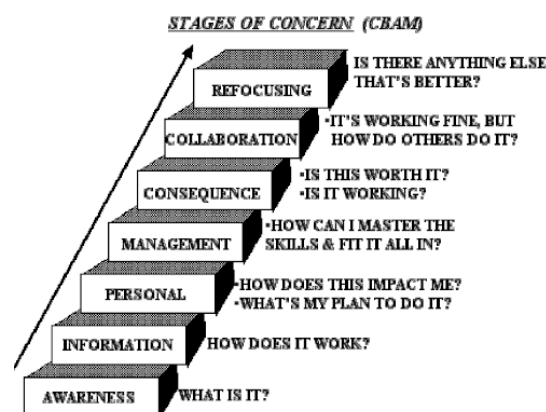 STAGES OF CONCERN (CBAM)
IS THERE ANYTHING ELSE
THAT'S BETTER?
REFOCUSING
•IT'S WORKING FINE, BUT
HOW DO OTHERS DO IT?
COLLABORATION
•IS THIS WORTH IT?
•IS IT WORKING?
CONSEQUENCE
•HOW CAN I MASTER THE
SKILLS & FIT IT ALL IN?
MANAGEMENT
•HOW DOES THIS IMPACT ME?
•WHAT'S MY PLAN TO DO IT?
PERSONAL
INFORMATION
HOW DOES IT WORK?
AWARENESS
WHAT IS IT?